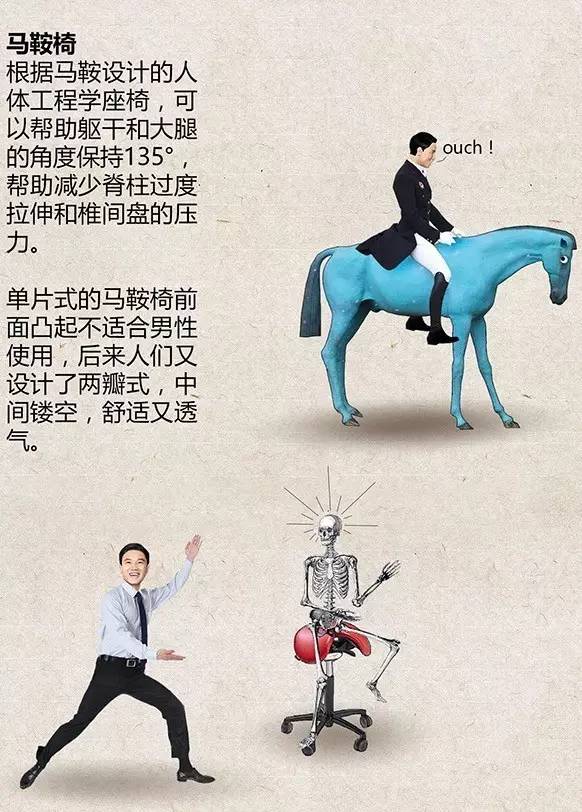 马鞍椅
根据马鞍设计的人
体工程学座椅，可
以帮助躯干和大腿
的角度保持135°，
帮助减少脊柱过度
拉伸和椎间盘的压
力。
单片式的马鞍椅前
面凸起不适合男性
使用，后来人们又
设计了两瓣式，中
间镂空，舒适又透
气。
ouch！